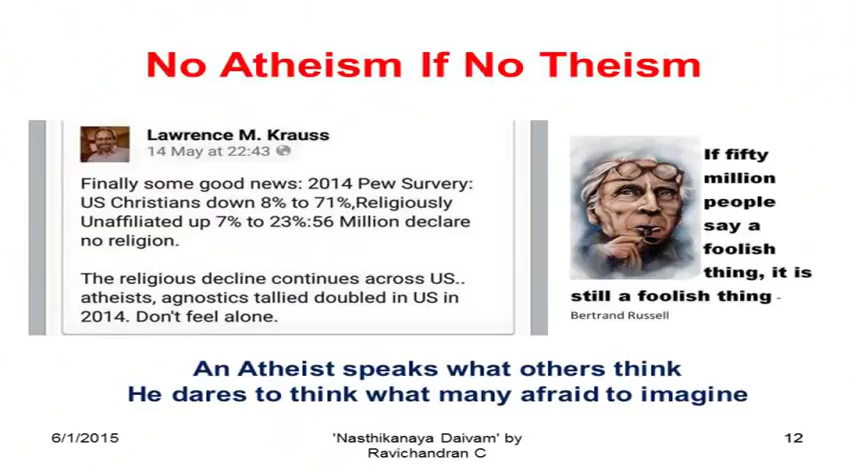 No Atheism If No Theism
Lawrence M. Krauss
14 May at 22:43
Finally some good news: 2014 Pew Survery:
US Christians down 8% to 71%,Religiously
Unaffiliated up 7% to 23%:56 Million declare
no religion.
The religious decline continues across US..
atheists, agnostics tallied doubled in US in
2014. Don't feel alone.
If fifty
million
people
say a
foolish
thing, it is
still a foolish thing -
Bertrand Russell
An Atheist speaks what others think
He dares to think what many afraid to imagine
6/1/2015
'Nasthikanaya Daivam' by
Ravichandran C
12